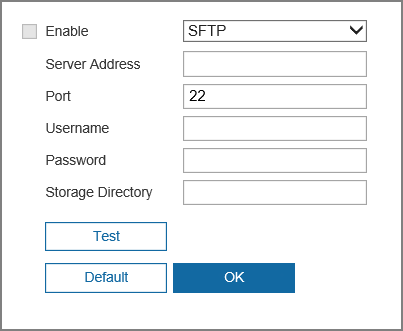 Enable SFTP
Server Address
Port 22
Username
Password
Storage Directory
Test
Default OK